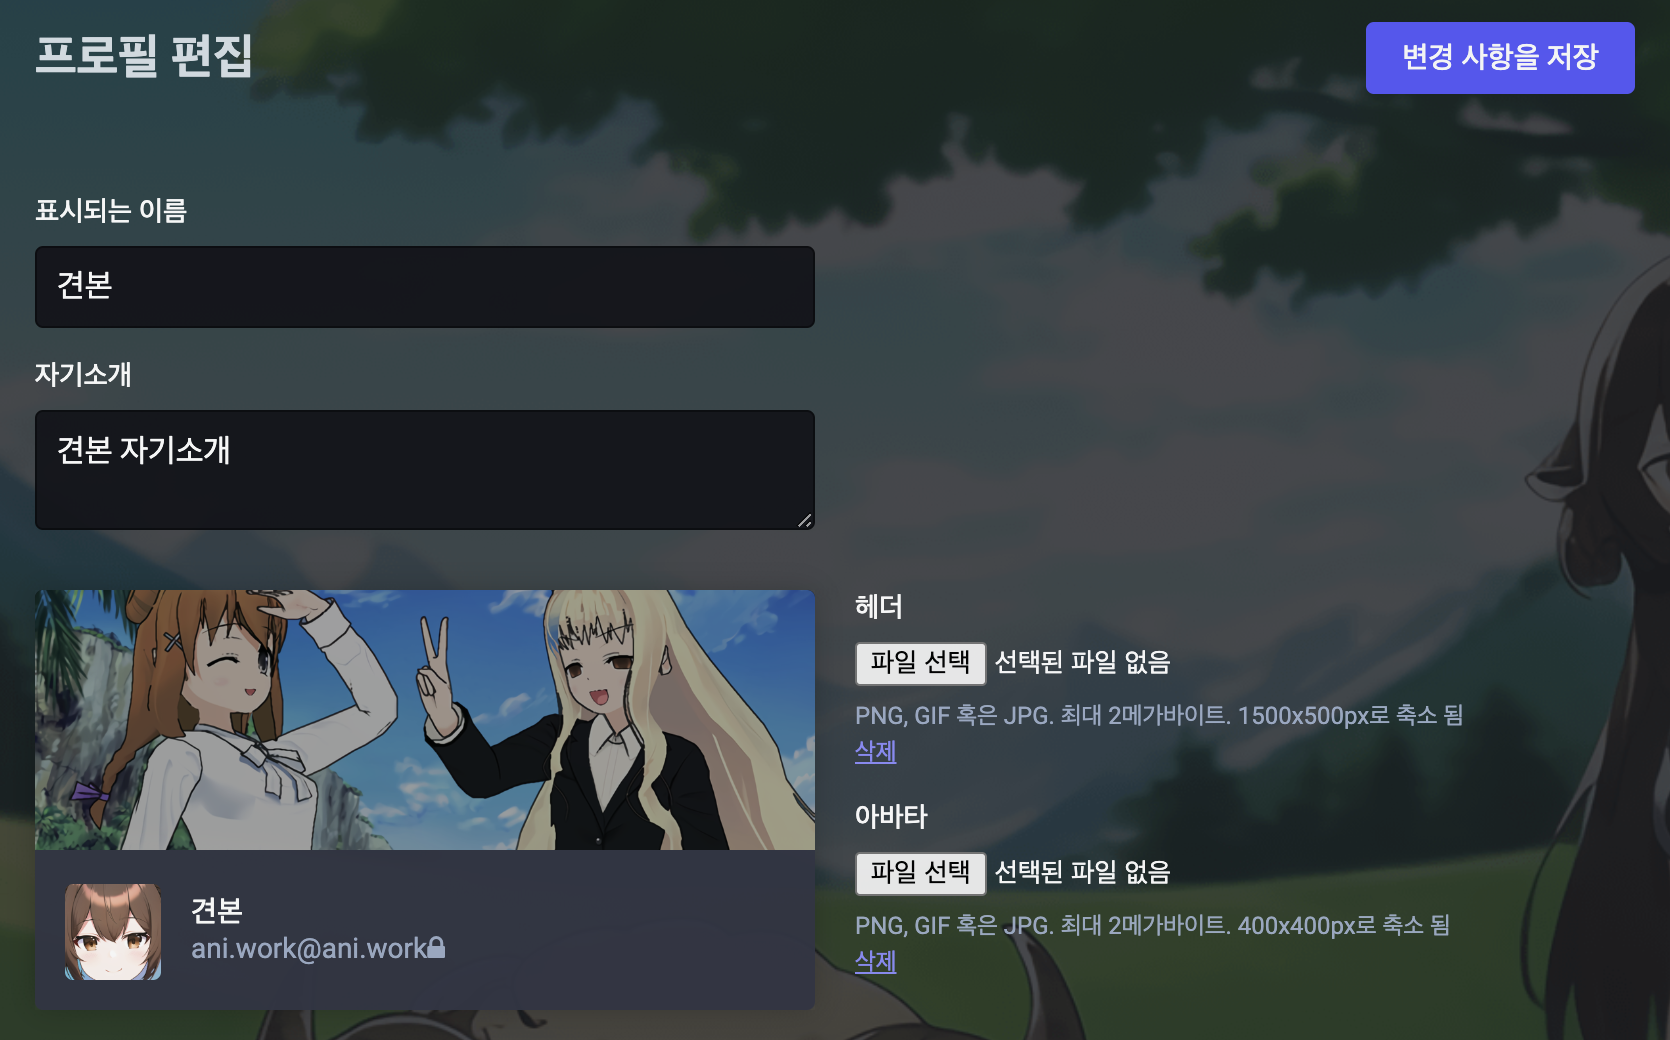 프로필 편집
변경 사항을 저장
표시되는 이름
견본
자기소개
견본 자기소개
헤더
파일 선택 선택된 파일 없음
PNG, GIF 혹은 JPG. 최대 2메가바이트. 1500x500px로 축소 됨
삭제
아바타
파일 선택 선택된 파일 없음
PNG, GIF 혹은 JPG. 최대 2메가바이트. 400x400px로 축소 됨
삭제
견본
ani.work@ani.work